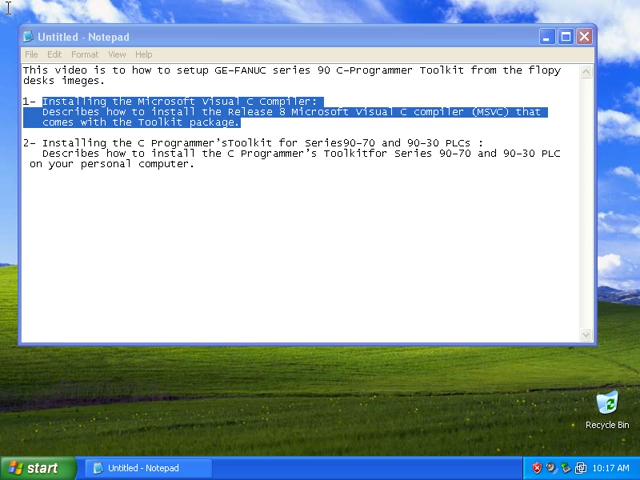 Untitled - Notepad
File Edit Format View Help
This video is to how to setup GE-FANUC series 90 C-Programmer Toolkit from the flopy
desks imeges.
1- Installing the Microsoft Visual C Compiler:
Describes how to install the Release 8 Microsoft Visual C compiler (MSVC) that
comes with the Toolkit package.
2- Installing the C Programmer'sToolkit for Series90-70 and 90-30 PLCs :
Describes how to install the C Programmer's Toolkitfor Series 90-70 and 90-30 PLC
on your personal computer.
Recycle Bin
start Untitled - Notepad 10:17 AM